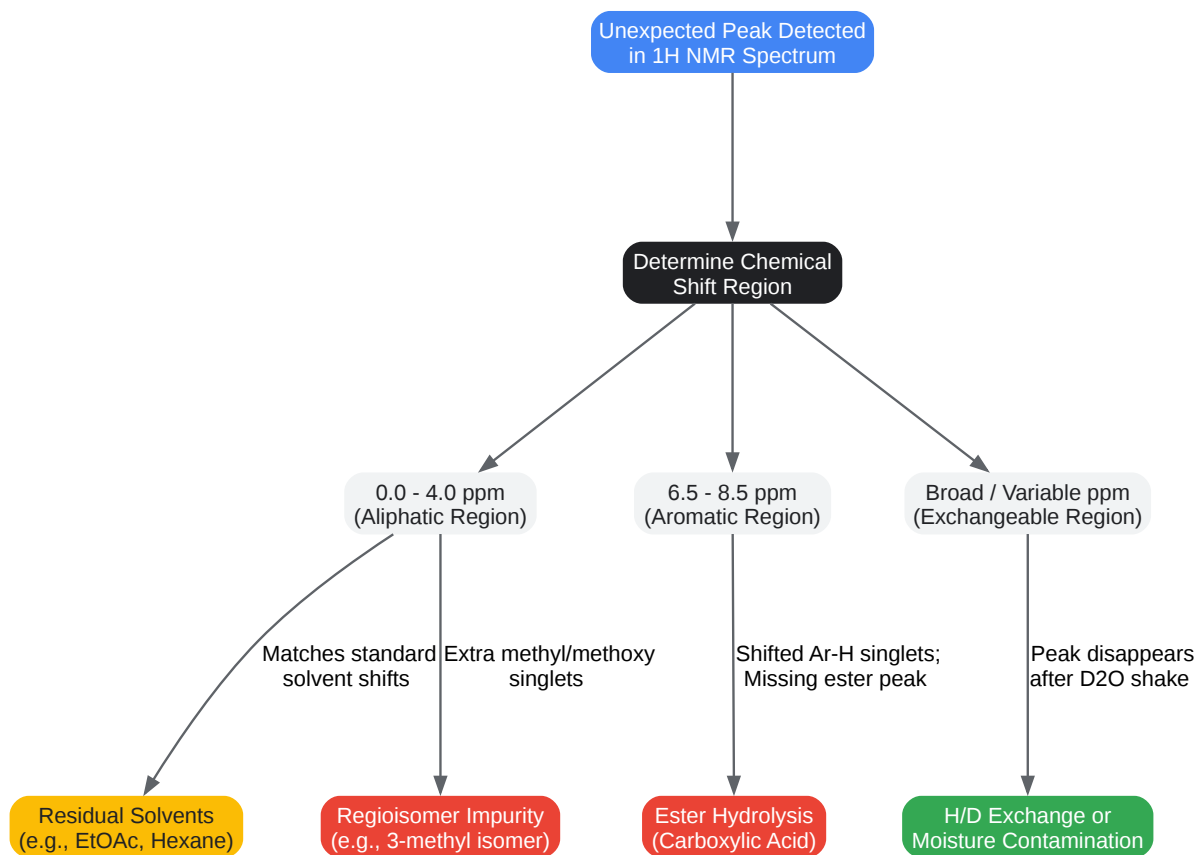 Unexpected Peak Detected
in 1H NMR Spectrum
Determine Chemical
Shift Region
0.0 - 4.0 ppm
(Aliphatic Region)
6.5 - 8.5 ppm
(Aromatic Region)
Broad / Variable ppm
(Exchangeable Region)
Matches standard
solvent shifts
Extra methyl/methoxy
singlets
Shifted Ar-H singlets;
Missing ester peak
Peak disappears
after D2O shake
Residual Solvents
(e.g., EtOAc, Hexane)
Regioisomer Impurity
(e.g., 3-methyl isomer)
Ester Hydrolysis
(Carboxylic Acid)
H/D Exchange or
Moisture Contamination